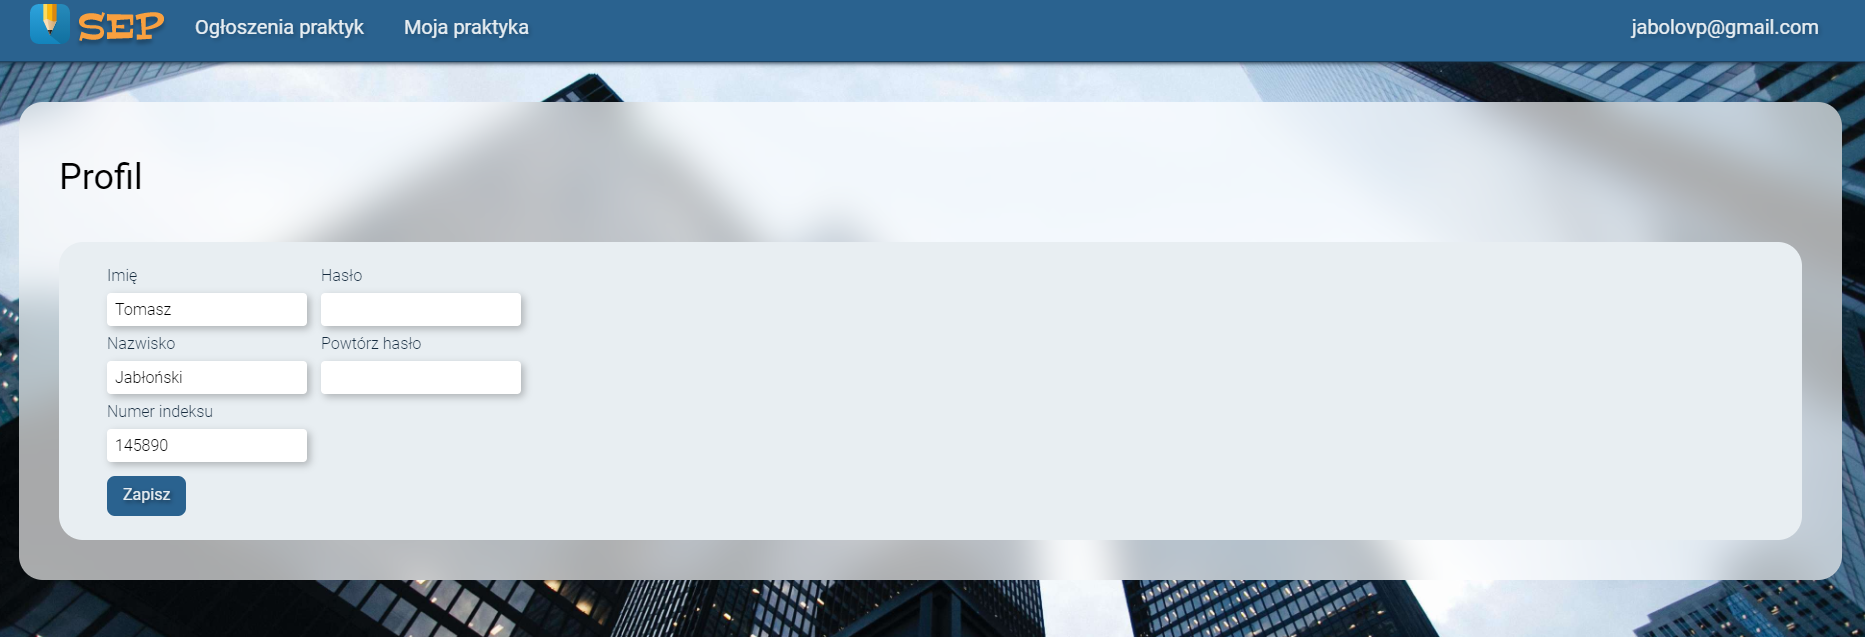 SEP Ogłoszenia praktyk Moja praktyka jabolovp@gmail.com
Profil
Imię Hasło
Tomasz
Nazwisko Powtórz hasło
Jabłoński
Numer indeksu
145890
Zapisz